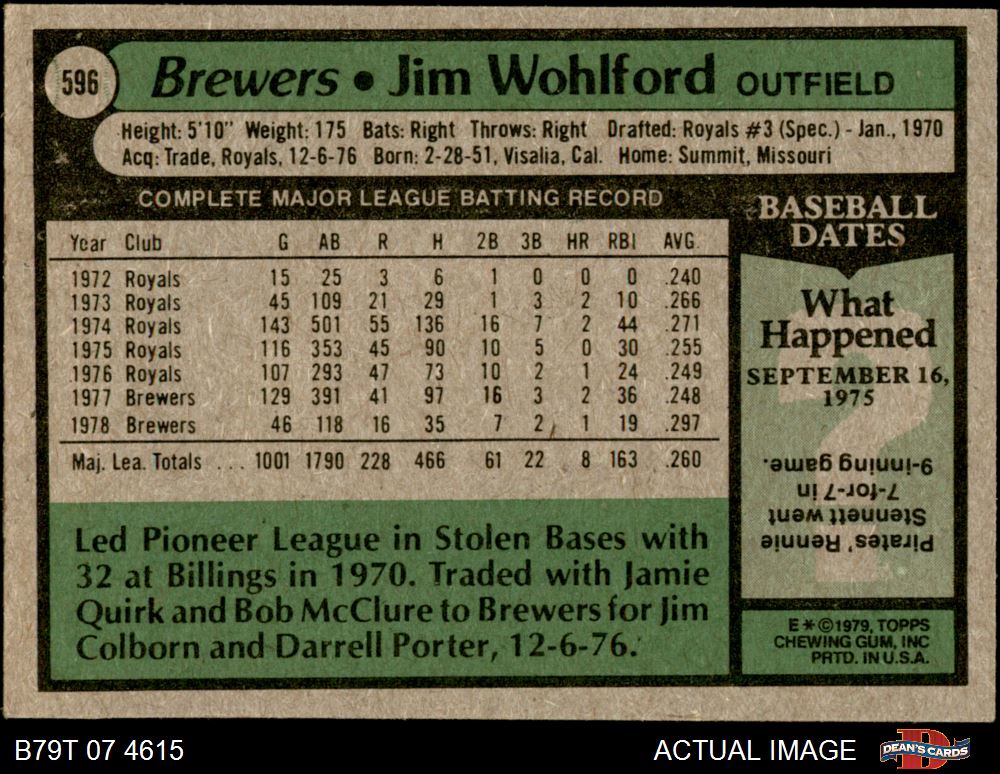 596
Brewers • Jim Wohlford OUTFIELD
Height: 5'10" Weight: 175 Bats: Right Throws: Right Drafted: Royals #3 (Spec.) - Jan., 1970
Acq: Trade, Royals, 12-6-76 Born: 2-28-51, Visalia, Cal. Home: Summit, Missouri
COMPLETE MAJOR LEAGUE BATTING RECORD
Year Club G AB R H 2B 3B HR RBI AVG.
1972 Royals 15 25 3 6 1 0 0 0 .240
1973 Royals 45 109 21 29 1 3 2 10 .266
1974 Royals 143 501 55 136 16 7 2 44 .271
1975 Royals 116 353 45 90 10 5 0 30 .255
1976 Royals 107 293 47 73 10 2 1 24 .249
1977 Brewers 129 391 41 97 16 3 2 36 .248
1978 Brewers 46 118 16 35 7 2 1 19 .297
Maj. Lea. Totals ... 1001 1790 228 466 61 22 8 163 .260
Led Pioneer League in Stolen Bases with
32 at Billings in 1970. Traded with Jamie
Quirk and Bob McClure to Brewers for Jim
Colborn and Darrell Porter, 12-6-76.
BASEBALL
DATES
What
Happened
SEPTEMBER 16,
1975
Pirates' Rennie
Stennett went
7-for-7 in
9-inning game.
E*©1979, TOPPS
CHEWING GUM, INC
PRTD. IN U.S.A.
B79T 07 4615
ACTUAL IMAGE
DEAN'S CARDS